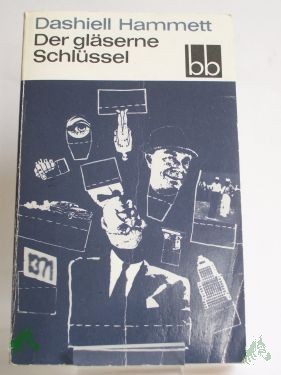 Dashiell Hammett
Der gläserne
Schlüssel
bb
371